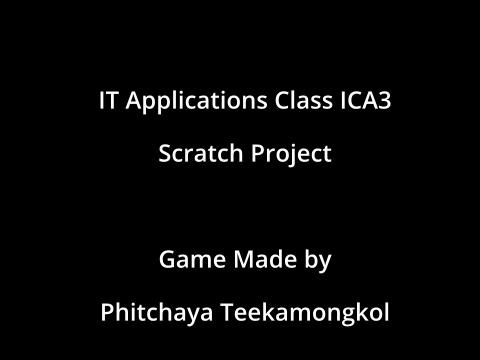 IT Applications Class ICA3
Scratch Project
Game Made by
Phitchaya Teekamongkol